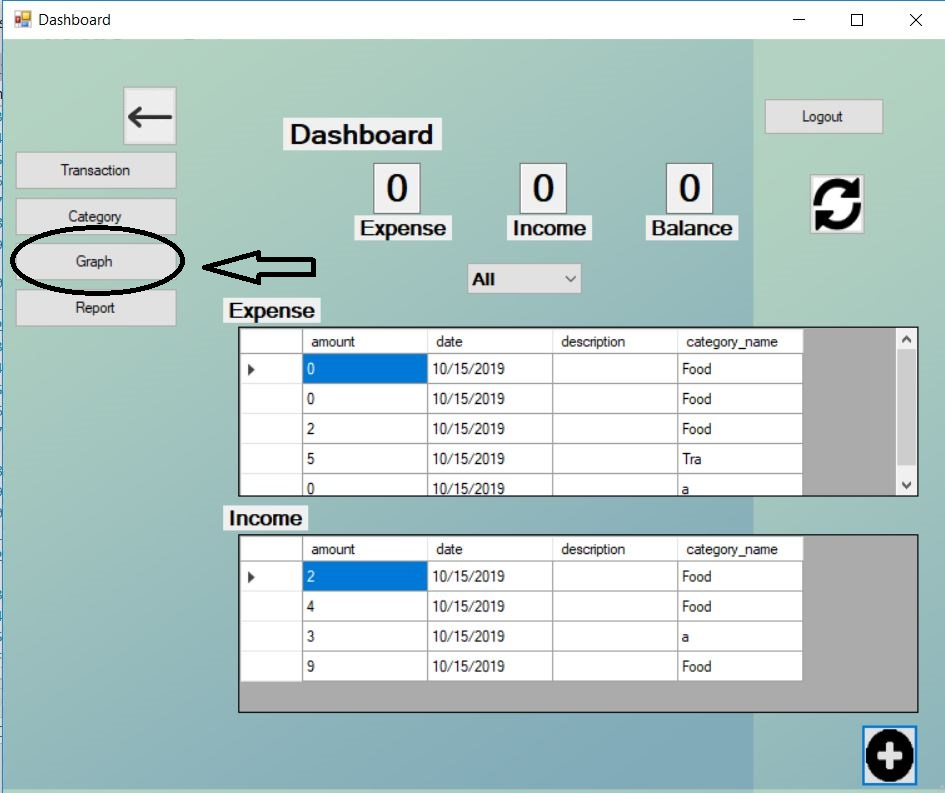 Dashboard
Logout
Dashboard
Transaction
0 0 0
Category
Expense Income Balance
Graph
All
Report
Expense
amount date description category_name
0 10/15/2019 Food
0 10/15/2019 Food
2 10/15/2019 Food
5 10/15/2019 Tra
0 10/15/2019 a
Income
amount date description category_name
2 10/15/2019 Food
4 10/15/2019 Food
3 10/15/2019 a
9 10/15/2019 Food